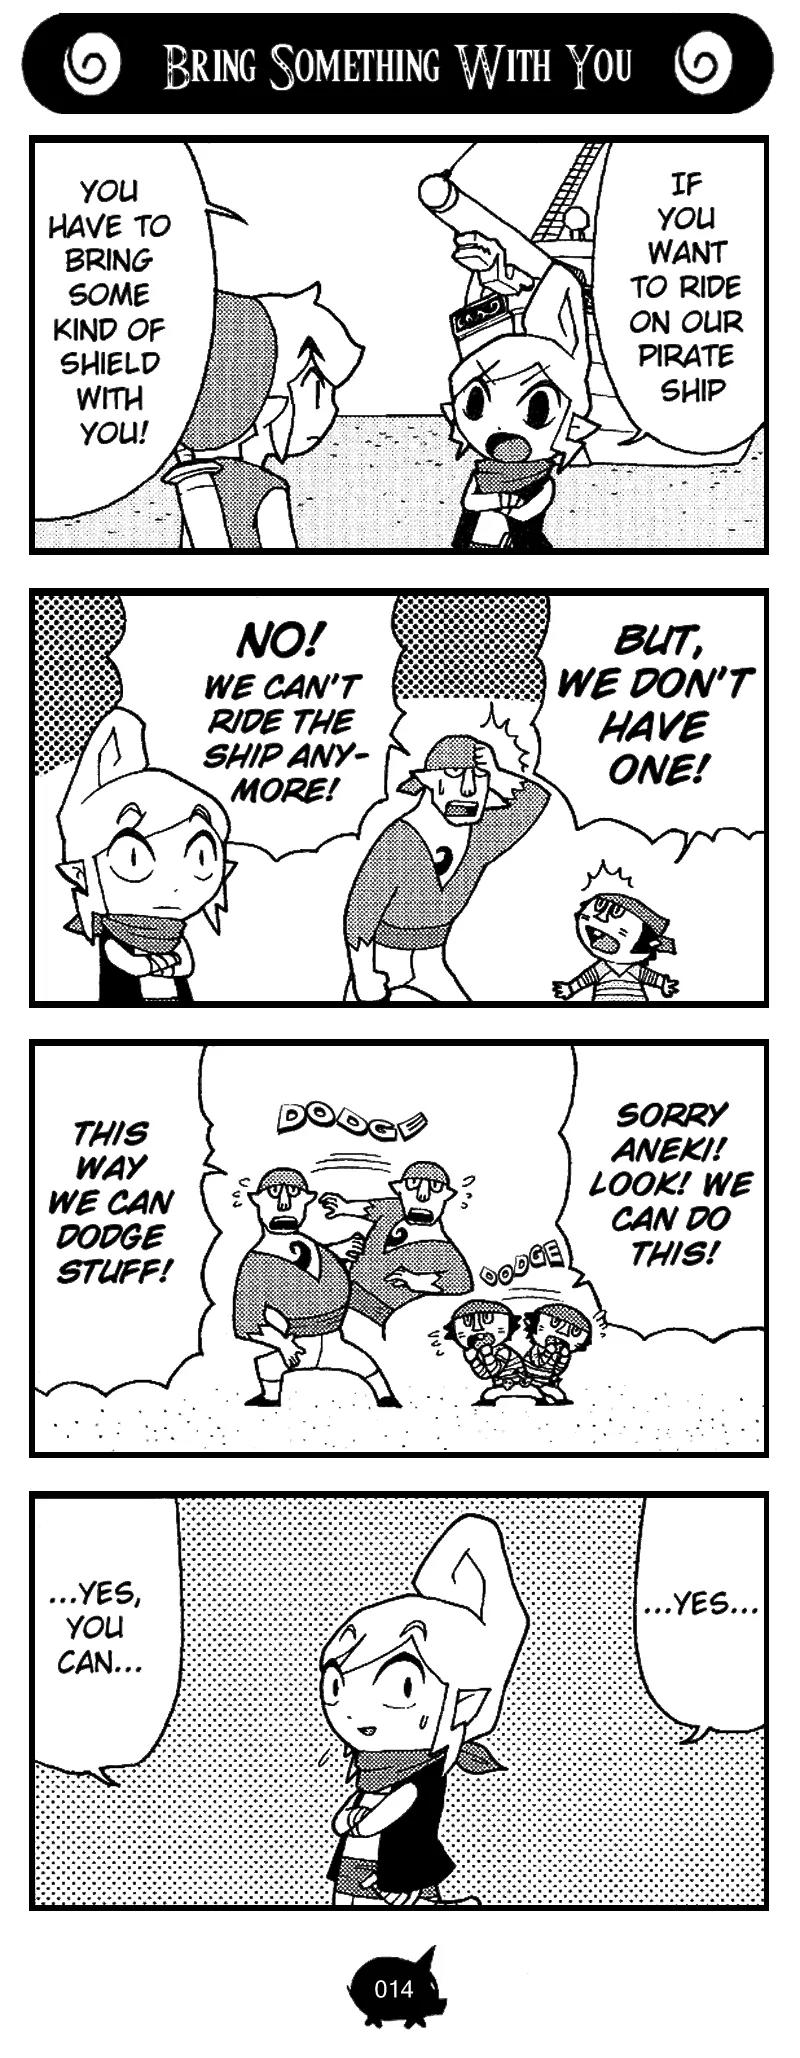 BRING SOMETHING WITH YOU
IF
YOU
WANT
TO RIDE
ON OUR
PIRATE
SHIP
YOU
HAVE TO
BRING
SOME
KIND OF
SHIELD
WITH
YOU!
BUT,
WE DON'T
HAVE
ONE!
NO!
WE CAN'T
RIDE THE
SHIP ANY-
MORE!
SORRY
ANEKI!
LOOK! WE
CAN DO
THIS!
DODGE
DODGE
THIS
WAY
WE CAN
DODGE
STUFF!
...YES...
...YES,
YOU
CAN...
014